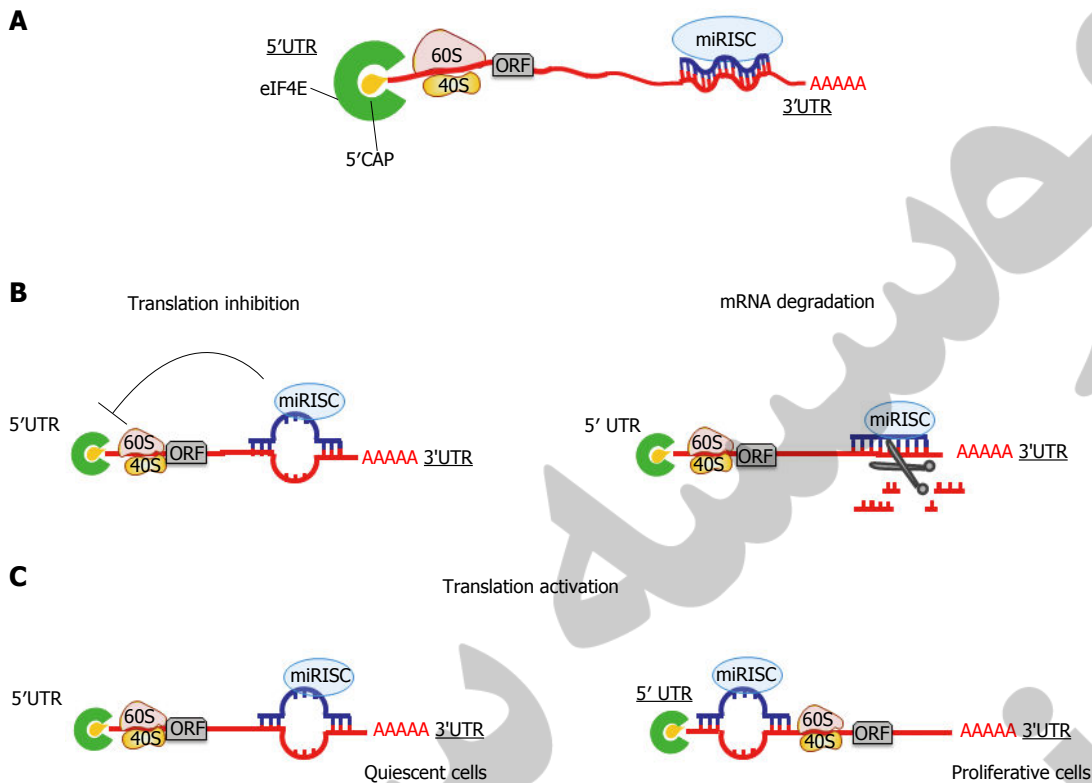 A
5′UTR
eIF4E
5′CAP
60S
40S
ORF
miRISC
AAAAA
3′UTR
B
Translation inhibition
mRNA degradation
5′UTR
60S
40S
ORF
miRISC
AAAAA 3'UTR
5′ UTR
60S
40S
ORF
miRISC
AAAAA 3'UTR
C
Translation activation
5′UTR
60S
40S
ORF
miRISC
AAAAA 3'UTR
Quiescent cells
5′ UTR
miRISC
60S
40S
ORF
AAAAA 3'UTR
Proliferative cells